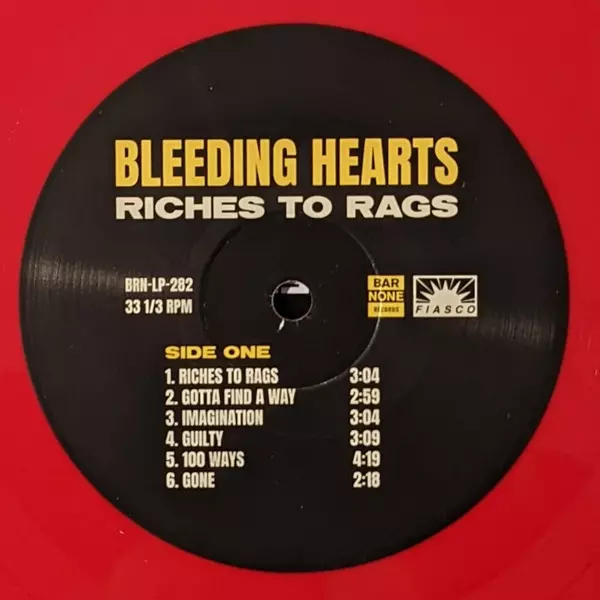 BLEEDING HEARTS
RICHES TO RAGS
BRN-LP-282
33 1/3 RPM
BAR
NONE
RECORDS
FIASCO
SIDE ONE
1. RICHES TO RAGS 3:04
2. GOTTA FIND A WAY 2:59
3. IMAGINATION 3:04
4. GUILTY 3:09
5. 100 WAYS 4:19
6. GONE 2:18